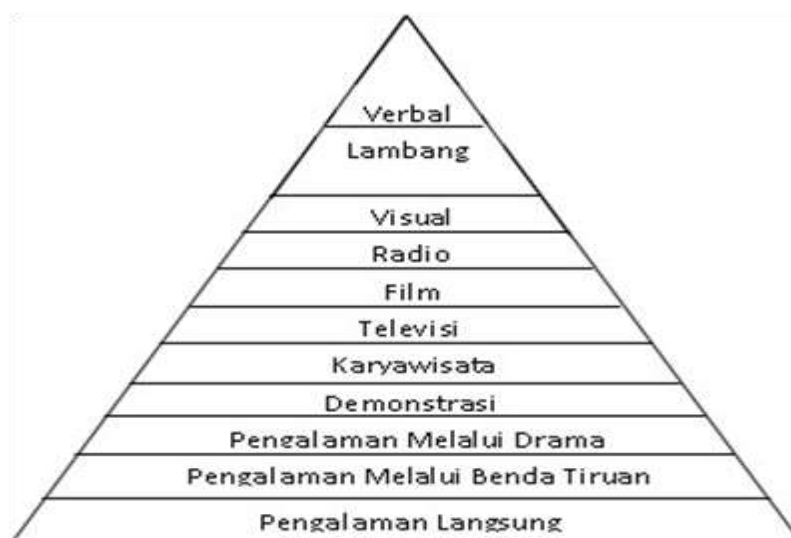 Verbal
Lambang
Visual
Radio
Film
Televisi
Karyawisata
Demonstrasi
Pengalaman Melalui Drama
Pengalaman Melalui Benda Tiruan
Pengalaman Langsung